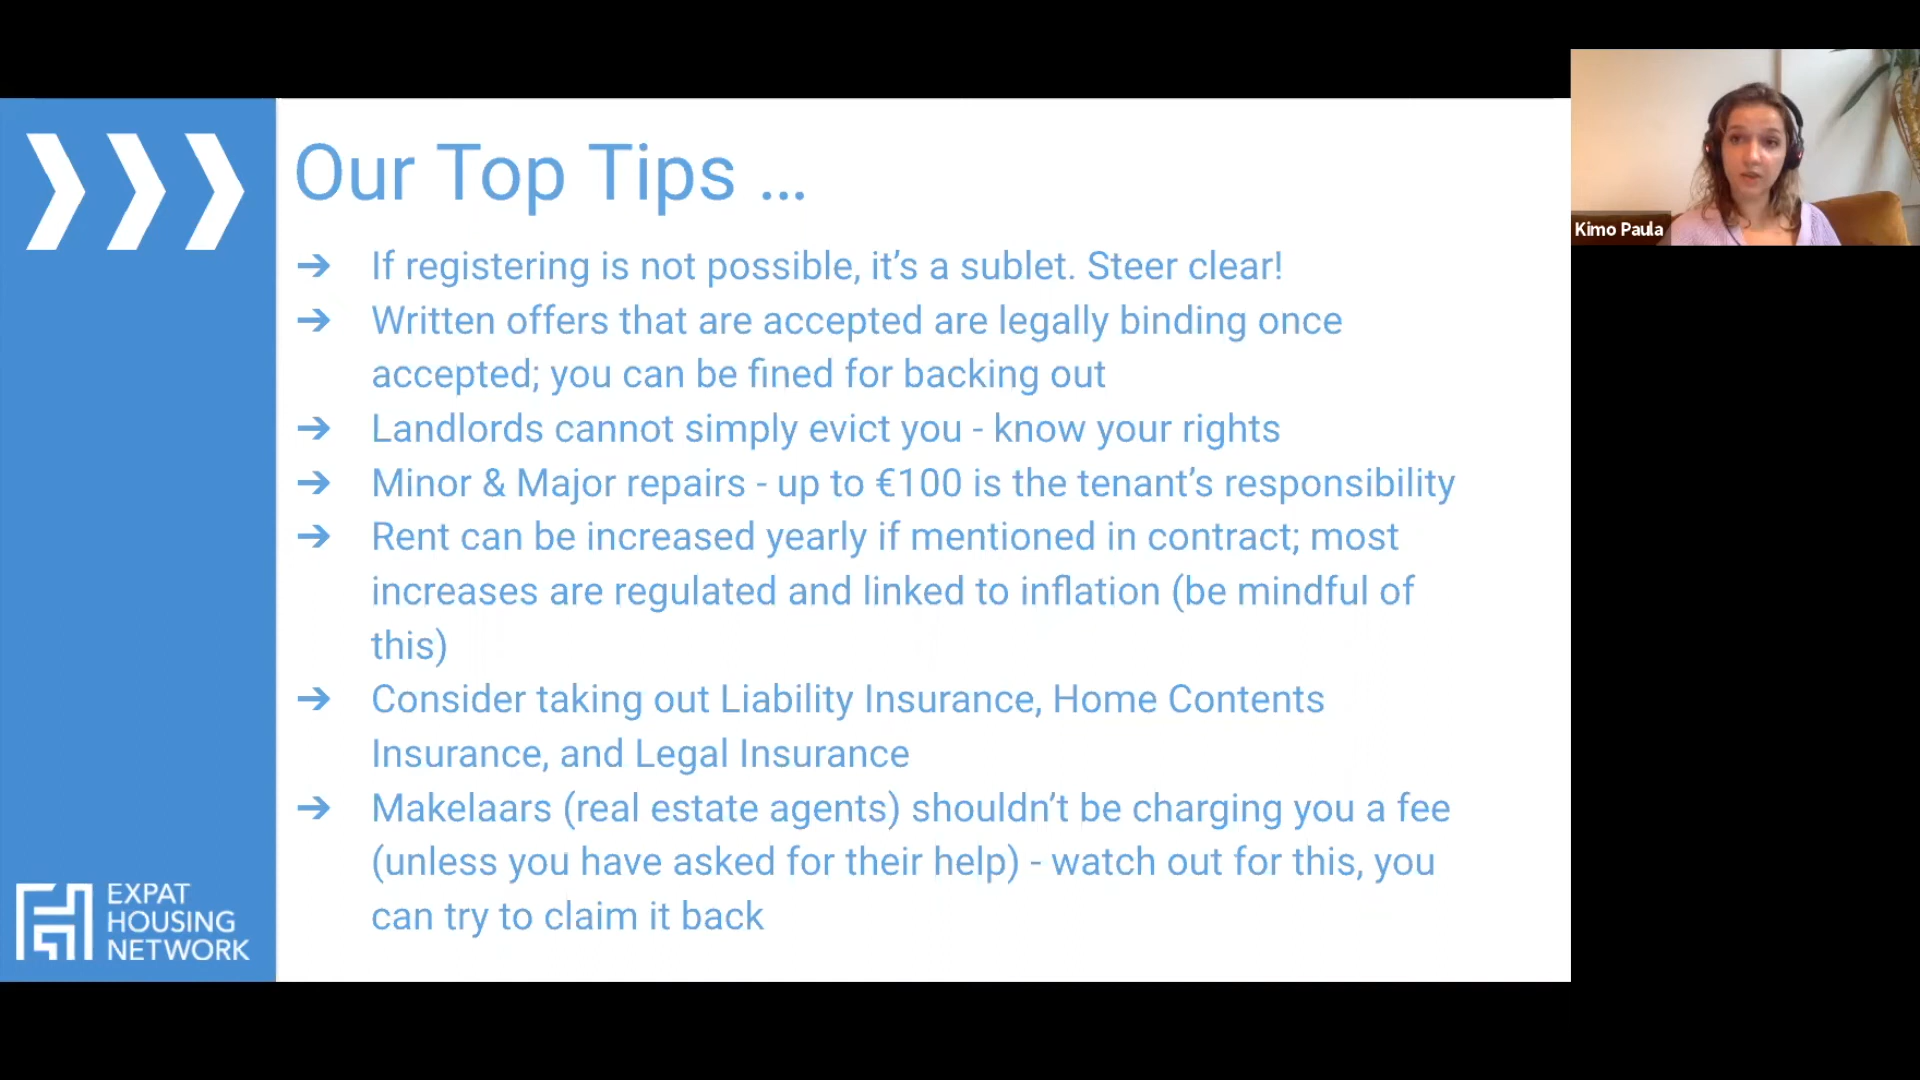 Our Top Tips ...
➔ If registering is not possible, it’s a sublet. Steer clear!
➔ Written offers that are accepted are legally binding once
accepted; you can be fined for backing out
➔ Landlords cannot simply evict you - know your rights
➔ Minor & Major repairs - up to €100 is the tenant’s responsibility
➔ Rent can be increased yearly if mentioned in contract; most
increases are regulated and linked to inflation (be mindful of
this)
➔ Consider taking out Liability Insurance, Home Contents
Insurance, and Legal Insurance
➔ Makelaars (real estate agents) shouldn’t be charging you a fee
(unless you have asked for their help) - watch out for this, you
can try to claim it back
EXPAT
HOUSING
NETWORK
Kimo Paula